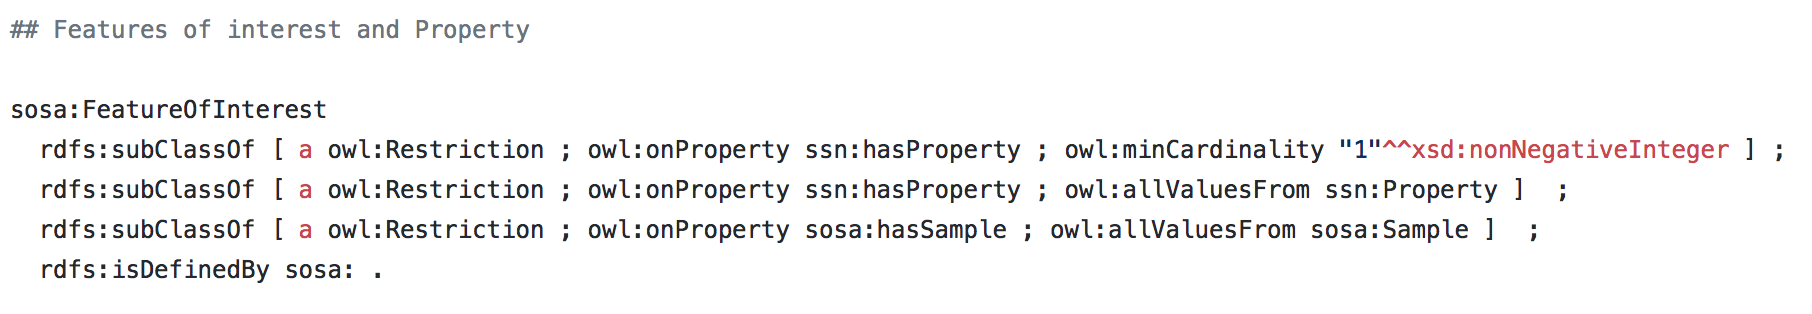 ## Features of interest and Property
sosa:FeatureOfInterest
rdfs:subClassOf [ a owl:Restriction ; owl:onProperty ssn:hasProperty ; owl:minCardinality "1"^^xsd:nonNegativeInteger ] ;
rdfs:subClassOf [ a owl:Restriction ; owl:onProperty ssn:hasProperty ; owl:allValuesFrom ssn:Property ]  ;
rdfs:subClassOf [ a owl:Restriction ; owl:onProperty sosa:hasSample ; owl:allValuesFrom sosa:Sample ]  ;
rdfs:isDefinedBy sosa: .